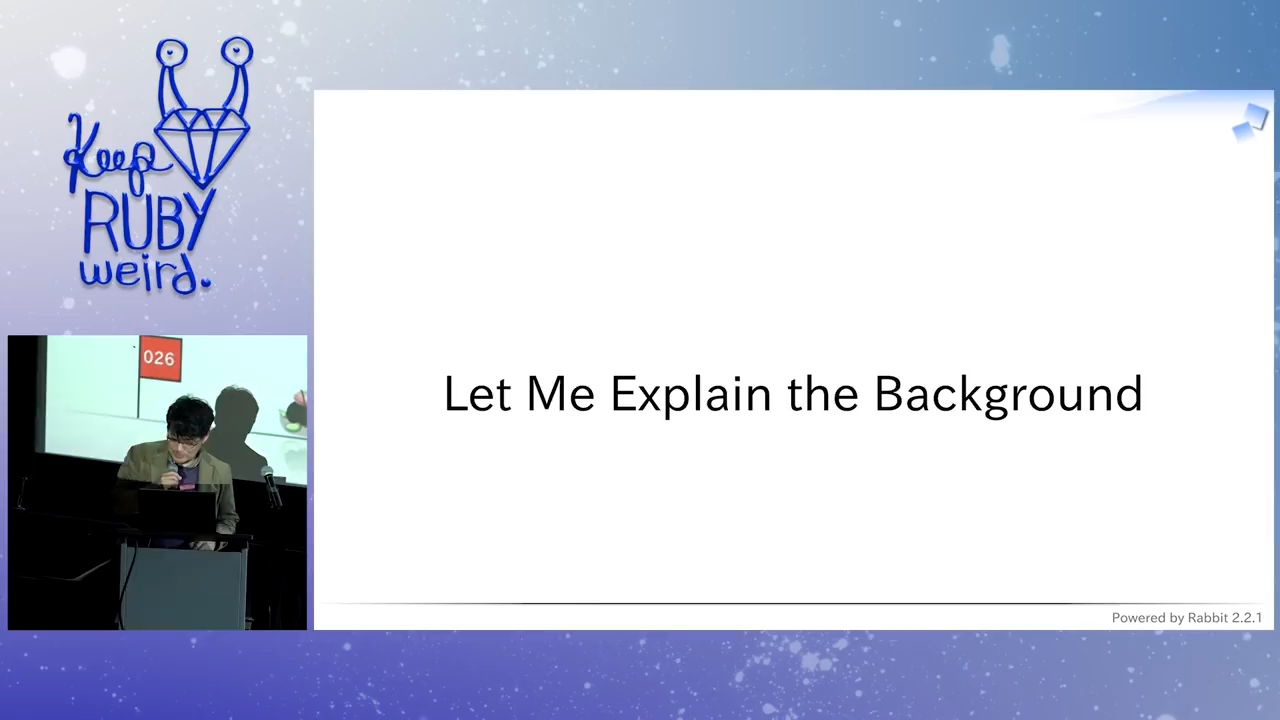 Keep
RUBY
weird.
026
Let Me Explain the Background
Powered by Rabbit 2.2.1